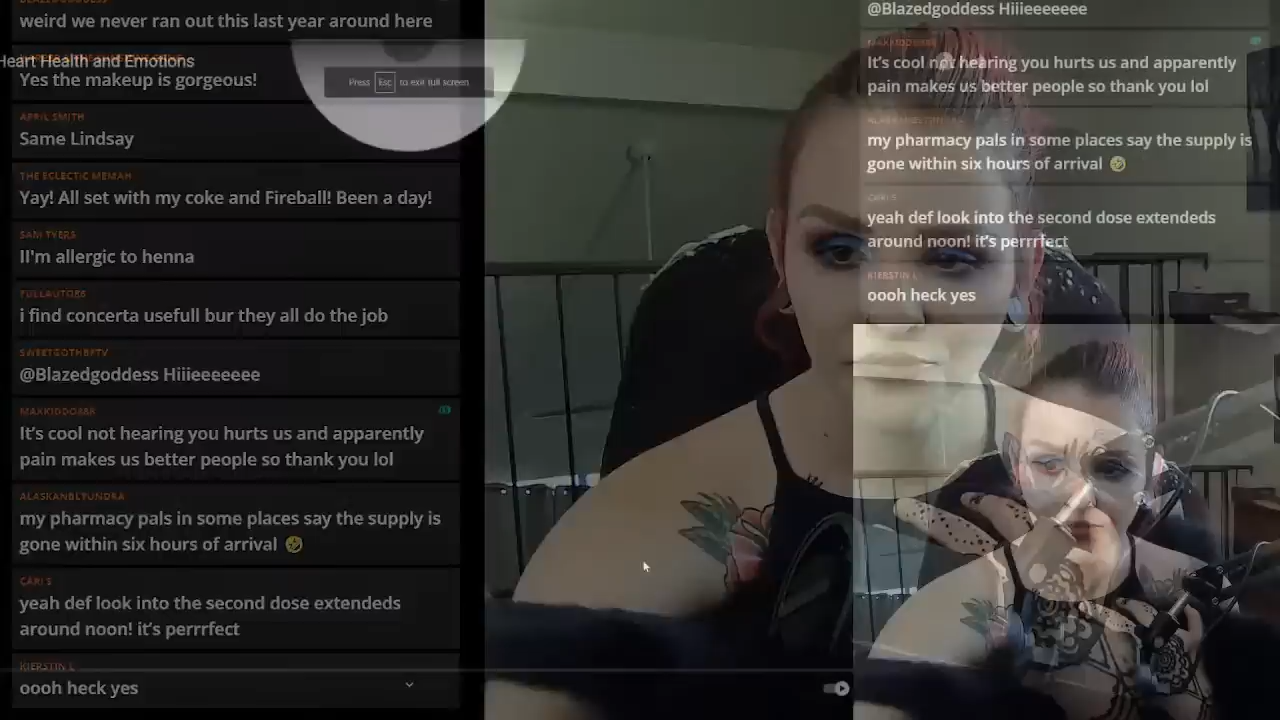 weird we never ran out this last year around here
Heart Health and Emotions
Yes the makeup is gorgeous!
Press Esc to exit full screen
APRIL SMITH
Same Lindsay
THE ECLECTIC MEMAH
Yay! All set with my coke and Fireball! Been a day!
SAM TYERS
II'm allergic to henna
FULLAUTO86
i find concerta usefull bur they all do the job
SWEETGOTHBFTV
@Blazedgoddess Hiiieeeeeee
MAXKIDDO888
It's cool not hearing you hurts us and apparently
pain makes us better people so thank you lol
ALASKANBLTUNDRA
my pharmacy pals in some places say the supply is
gone within six hours of arrival 🤣
CARI S
yeah def look into the second dose extendeds
around noon! it's perrrfect
KIERSTIN L
oooh heck yes
@Blazedgoddess Hiiieeeeeee
MAXKIDDO888
It's cool not hearing you hurts us and apparently
pain makes us better people so thank you lol
my pharmacy pals in some places say the supply is
gone within six hours of arrival 🤣
CARI S
yeah def look into the second dose extendeds
around noon! it's perrrfect
KIERSTIN L
oooh heck yes